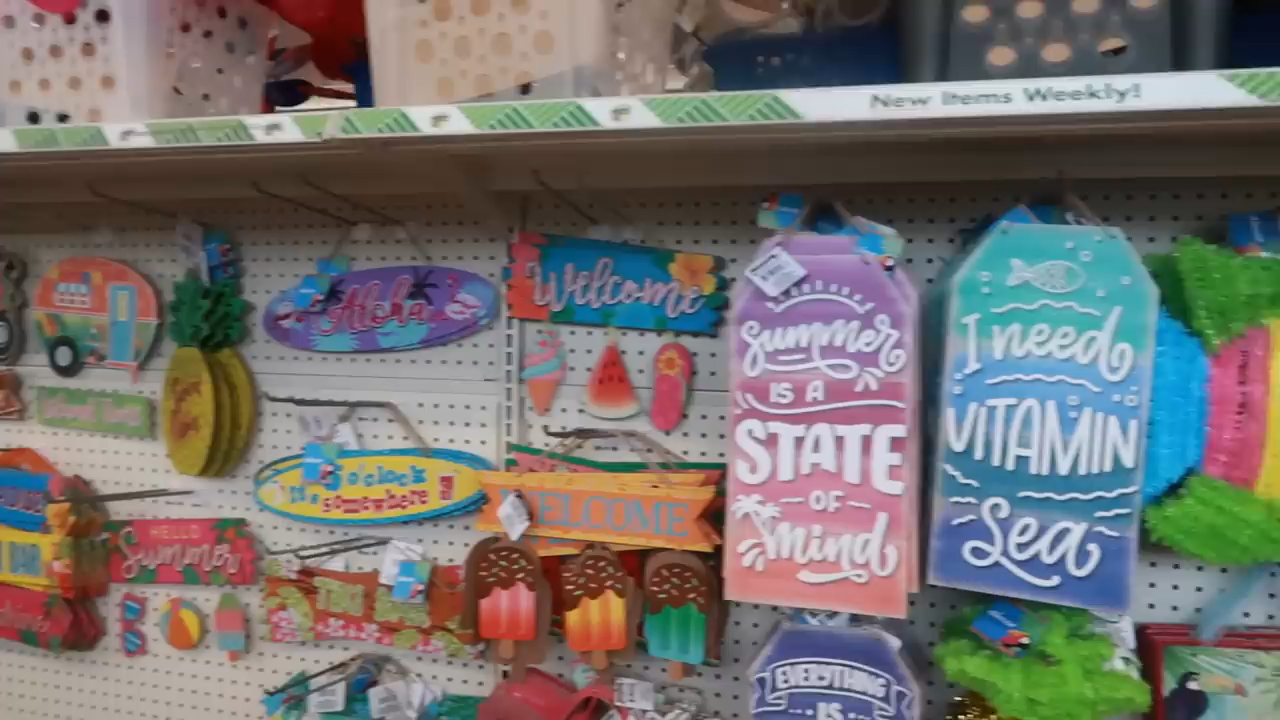 New Items Weekly!
Aloha
Welcome
summer
IS A
STATE
OF
mind
I need
VITAMIN
Sea
o'clock
somewhere
WELCOME
HELLO
Summer
EVERYTHING
IS